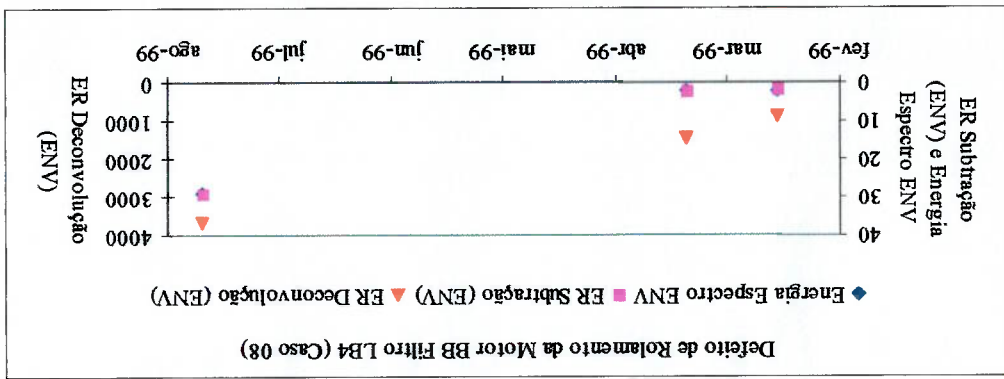 Defeito de Rolamento da Motor BB Filtro LB4 (Caso 08)
Energia Espectro ENV ER Subtração (ENV) ER Deconvolução (ENV)
ER Subtração
(ENV) e Energia
Espectro ENV
40
30
20
10
0
4000
3000
2000
1000
0
ER Deconvolução
(ENV)
fev-99 mar-99 abr-99 mai-99 jun-99 jul-99 ago-99